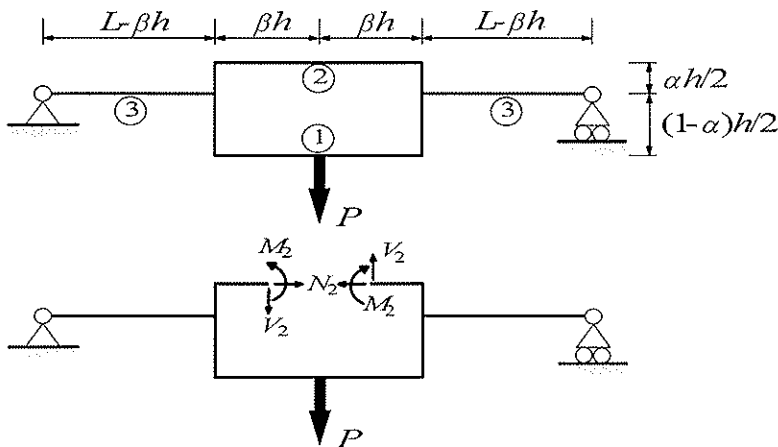 L-βh βh βh L-βh
② αh/2
③ ③
① (1-α)h/2
P
M₂ V₂
N₂
V₂ M₂
P